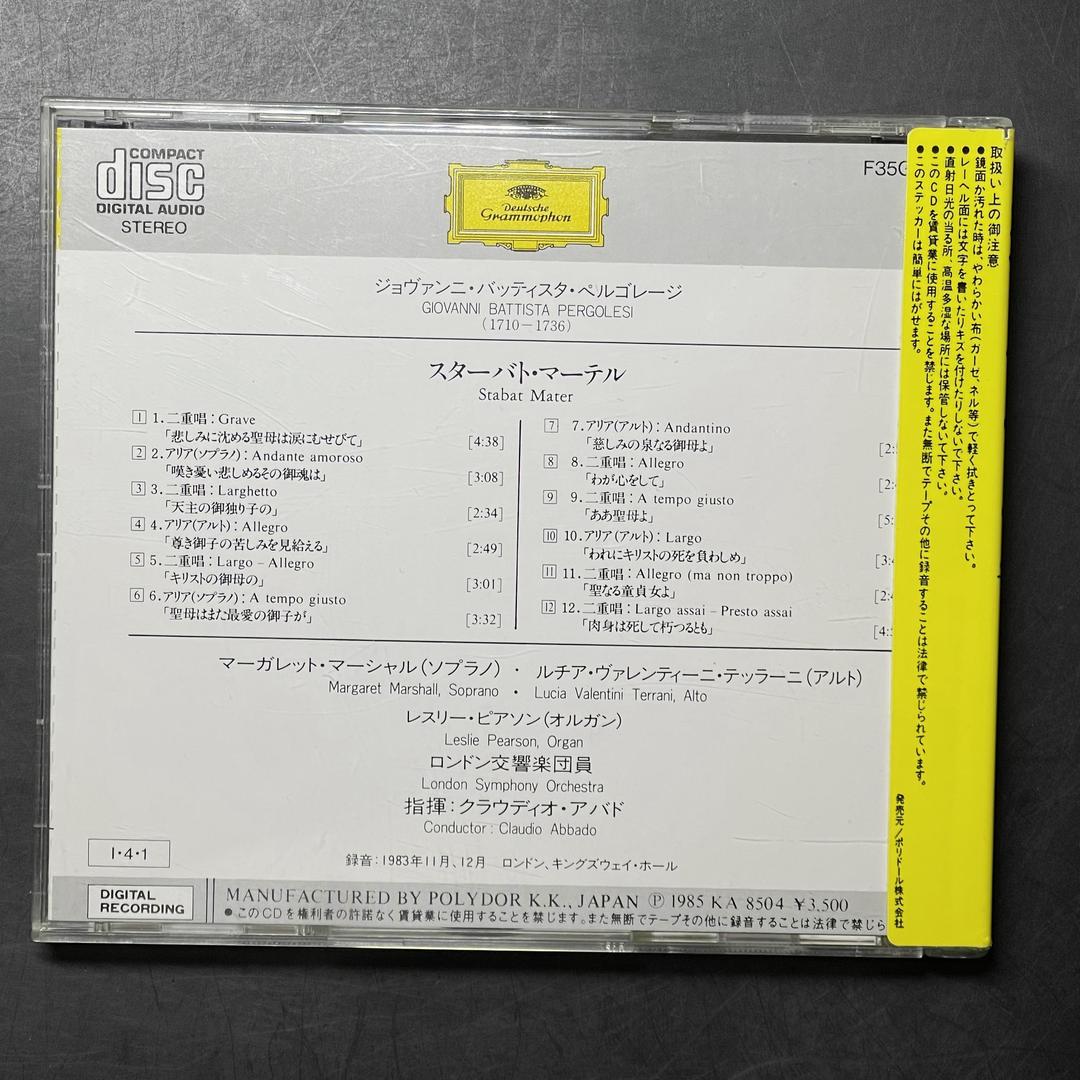 COMPACT
disc
DIGITAL AUDIO
STEREO
Deutsche
Grammophon
F35G
ジョヴァンニ・バッティスタ・ペルゴレージ
GIOVANNI BATTISTA PERGOLESI
(1710－1736)
スターバト・マーテル
Stabat Mater
1 1. 二重唱：Grave
「悲しみに沈める聖母は涙にむせびて」 [4:38]
2 2. アリア(ソプラノ)：Andante amoroso
「嘆き憂い悲しめるその御魂は」 [3:08]
3 3. 二重唱：Larghetto
「天主の御独り子の」 [2:34]
4 4. アリア(アルト)：Allegro
「尊き御子の苦しみを見給える」 [2:49]
5 5. 二重唱：Largo－Allegro
「キリストの御母の」 [3:01]
6 6. アリア(ソプラノ)：A tempo giusto
「聖母はまた最愛の御子が」 [3:32]
7 7. アリア(アルト)：Andantino
「慈しみの泉なる御母よ」 [2:
8 8. 二重唱：Allegro
「わが心をして」 [2:
9 9. 二重唱：A tempo giusto
「ああ聖母よ」 [5:
10 10. アリア(アルト)：Largo
「われにキリストの死を負わしめ」 [3:
11 11. 二重唱：Allegro (ma non troppo)
「聖なる童貞女よ」 [2:
12 12. 二重唱：Largo assai－Presto assai
「肉身は死して朽つるとも」 [4:
マーガレット・マーシャル(ソプラノ)・ルチア・ヴァレンティーニ・テッラーニ(アルト)
Margaret Marshall, Soprano・Lucia Valentini Terrani, Alto
レスリー・ピアソン(オルガン)
Leslie Pearson, Organ
ロンドン交響楽団員
London Symphony Orchestra
指揮：クラウディオ・アバド
Conductor : Claudio Abbado
録音：1983年11月、12月 ロンドン、キングズウェイ・ホール
I・4・1
DIGITAL
RECORDING
MANUFACTURED BY POLYDOR K.K., JAPAN Ⓟ 1985 KA 8504 ¥3,500
●このCDを権利者の許諾なく賃貸業に使用することを禁じます。また無断でテープその他に録音することは法律で禁じら
取扱い上の御注意
●鏡面が汚れた時は、やわらかい布(ガーゼ、ネル等)で軽く拭きとって下さい。
●レーベル面には文字を書いたりキズを付けたりしないで下さい。
●直射日光の当る所、高温多湿な場所には保管しないで下さい。
●このCDを賃貸業に使用することを禁じます。また無断でテープその他に録音することは法律で禁じられています。
●このステッカーは簡単にはがせます。
発売元/ポリドール株式会社